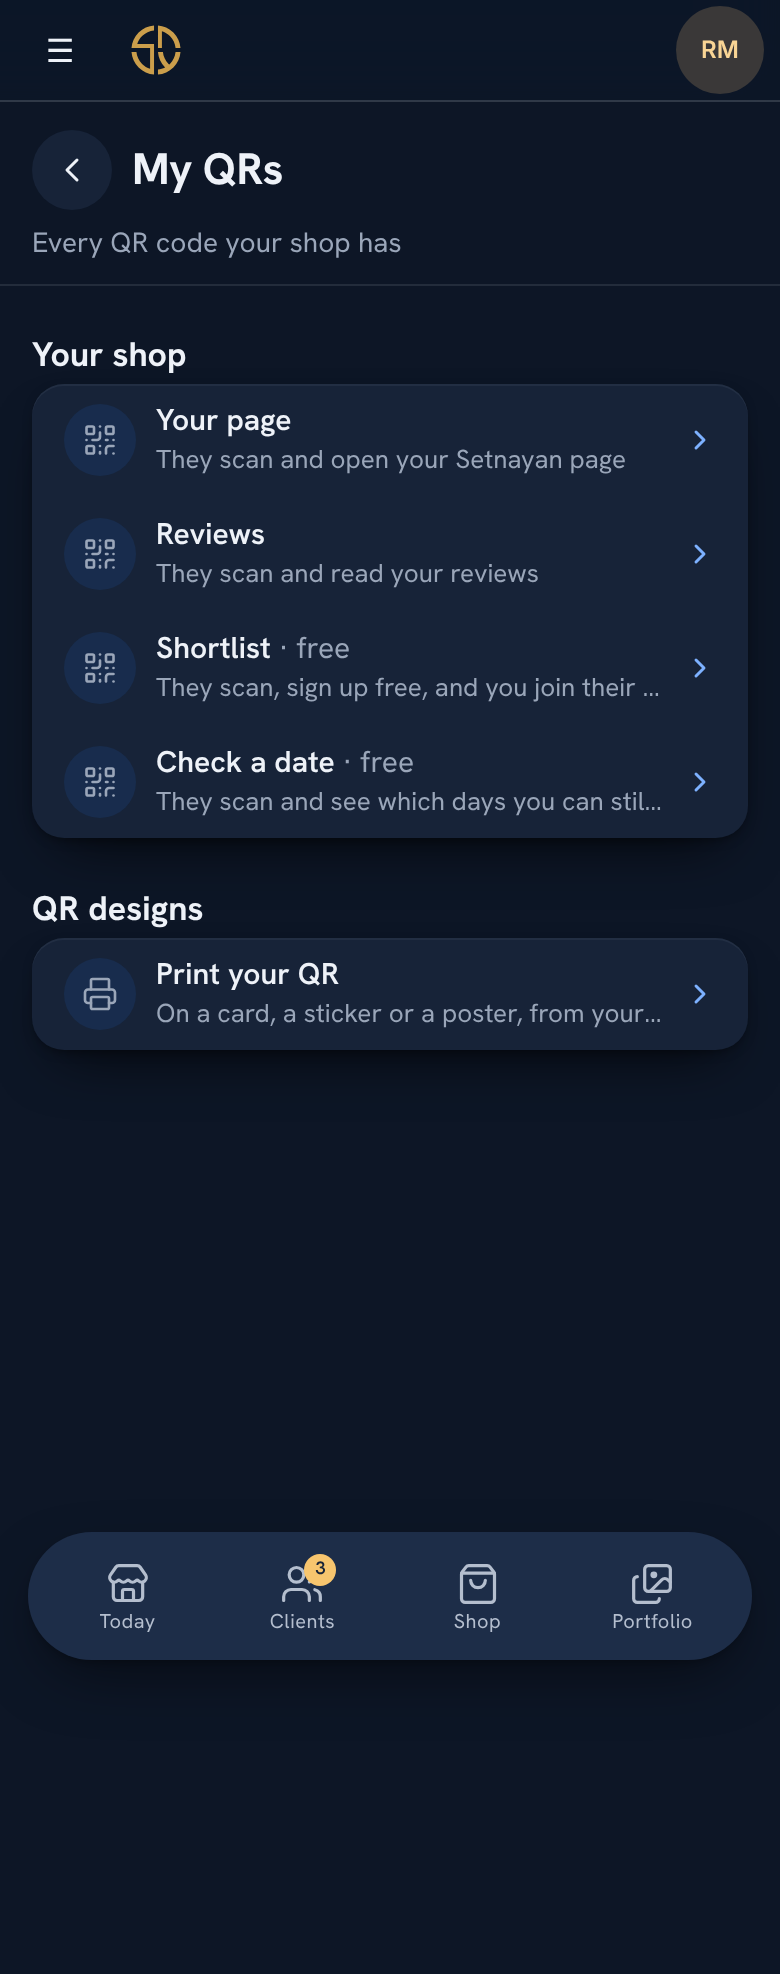 RM
My QRs
Every QR code your shop has
Your shop
Your page
They scan and open your Setnayan page
Reviews
They scan and read your reviews
Shortlist · free
They scan, sign up free, and you join their ...
Check a date · free
They scan and see which days you can stil...
QR designs
Print your QR
On a card, a sticker or a poster, from your...
3
Today
Clients
Shop
Portfolio